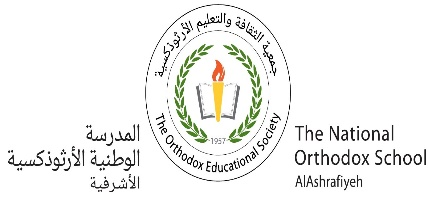 جمعية الثقافة والتعليم الأرثوذكسية
1957
The Orthodox Educational Society
المدرسة
الوطنية الأرثوذكسية
الأشرفية
The National
Orthodox School
AlAshrafiyeh